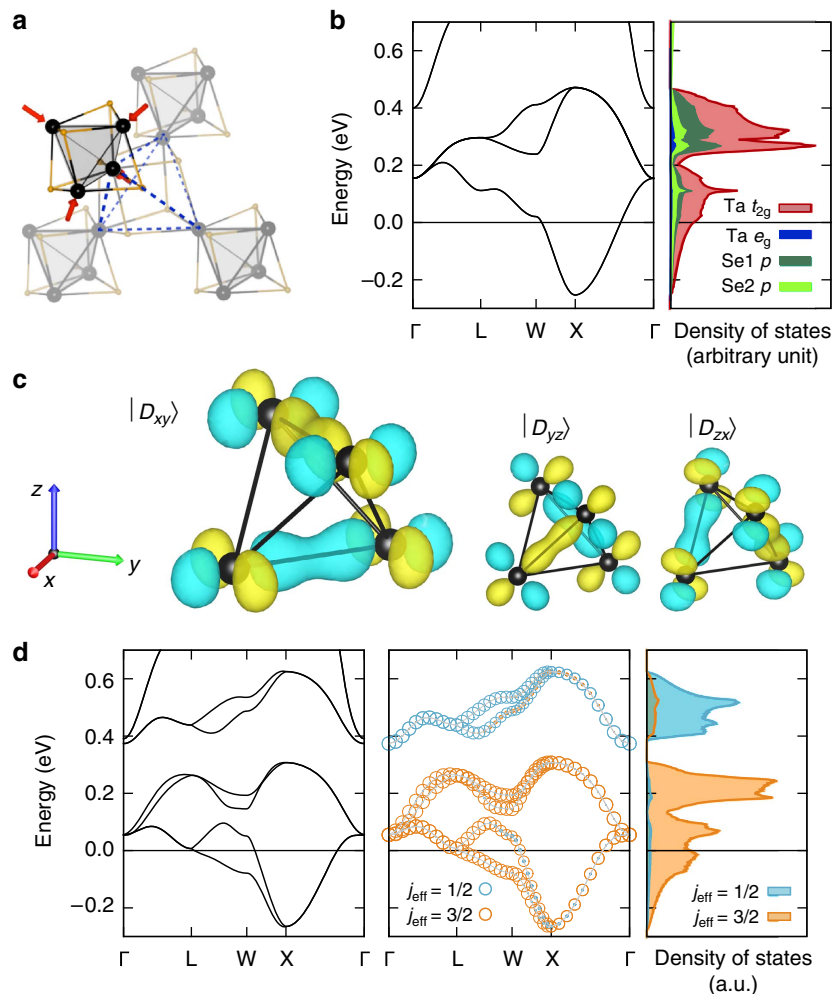 a
b
0.6
0.4
0.2
0.0
−0.2
Energy (eV)
Γ
L
W
X
Γ
Ta t2g
Ta eg
Se1 p
Se2 p
Density of states
(arbitrary unit)
c
|Dxy⟩
|Dyz⟩
|Dzx⟩
z
y
x
d
0.6
0.4
0.2
0.0
−0.2
Energy (eV)
Γ
L
W
X
Γ
jeff = 1/2
jeff = 3/2
Γ
L
W
X
Γ
jeff = 1/2
jeff = 3/2
Density of states
(a.u.)